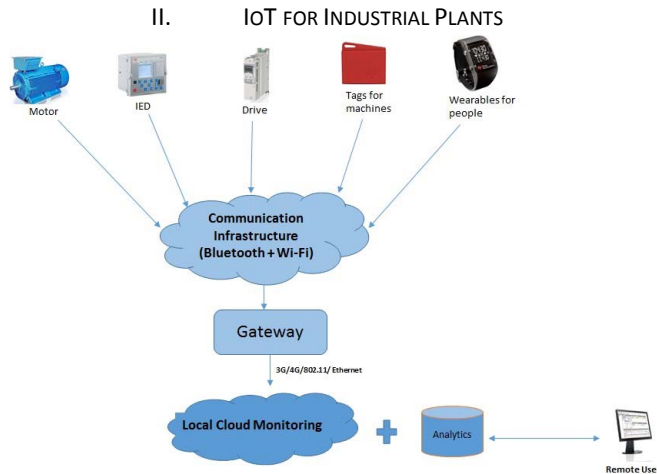 II. IOT FOR INDUSTRIAL PLANTS
Motor
IED
Drive
Tags for
machines
Wearables for
people
Communication
Infrastructure
(Bluetooth + Wi-Fi)
Gateway
3G/4G/802.11/ Ethernet
Local Cloud Monitoring
Analytics
Remote Use